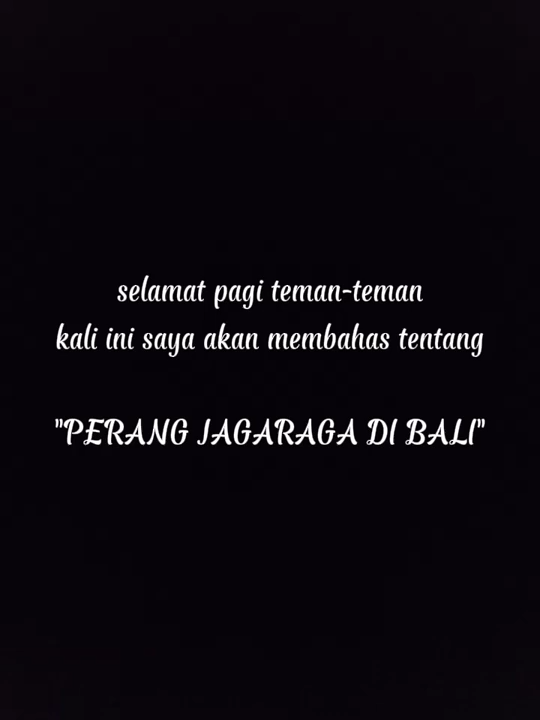 selamat pagi teman-teman
kali ini saya akan membahas tentang
"PERANG JAGARAGA DI BALI"